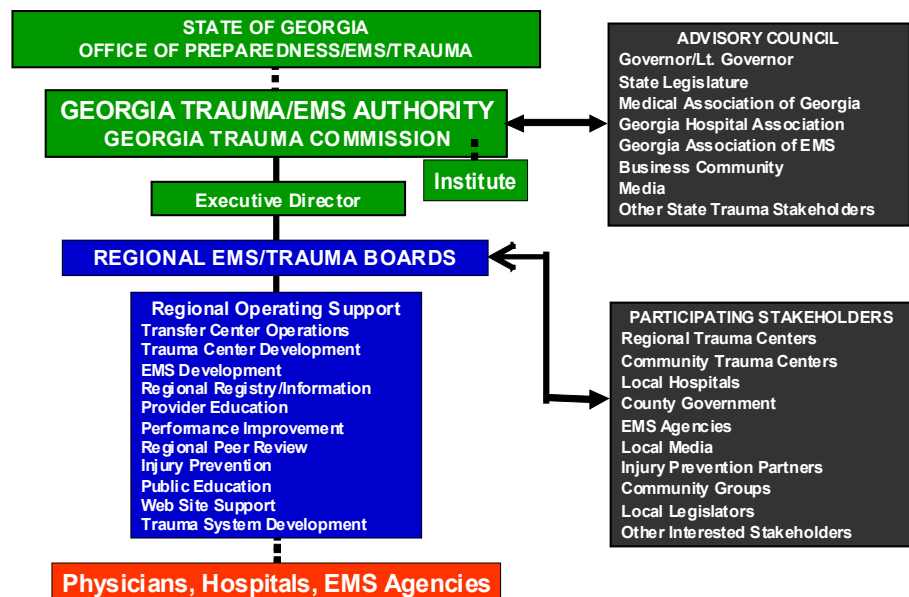 STATE OF GEORGIA
OFFICE OF PREPAREDNESS/EMS/TRAUMA
GEORGIA TRAUMA/EMS AUTHORITY
GEORGIA TRAUMA COMMISSION
Institute
Executive Director
REGIONAL EMS/TRAUMA BOARDS
Regional Operating Support
Transfer Center Operations
Trauma Center Development
EMS Development
Regional Registry/Information
Provider Education
Performance Improvement
Regional Peer Review
Injury Prevention
Public Education
Web Site Support
Trauma System Development
Physicians, Hospitals, EMS Agencies
ADVISORY COUNCIL
Governor/Lt. Governor
State Legislature
Medical Association of Georgia
Georgia Hospital Association
Georgia Association of EMS
Business Community
Media
Other State Trauma Stakeholders
PARTICIPATING STAKEHOLDERS
Regional Trauma Centers
Community Trauma Centers
Local Hospitals
County Government
EMS Agencies
Local Media
Injury Prevention Partners
Community Groups
Local Legislators
Other Interested Stakeholders